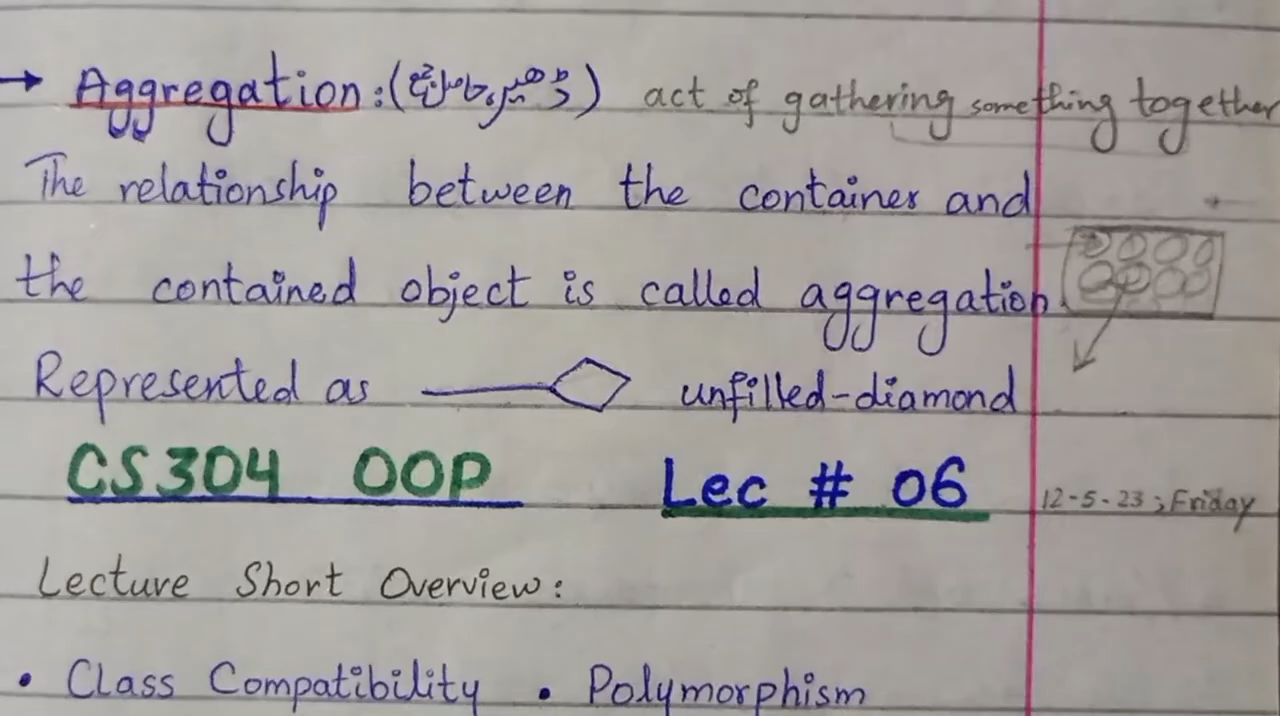 → Aggregation: ( ) act of gathering something together
The relationship between the container and
the contained object is called aggregation.
Represented as unfilled-diamond
CS304 OOP Lec # 06 12-5-23; Friday
Lecture Short Overview:
• Class Compatibility • Polymorphism